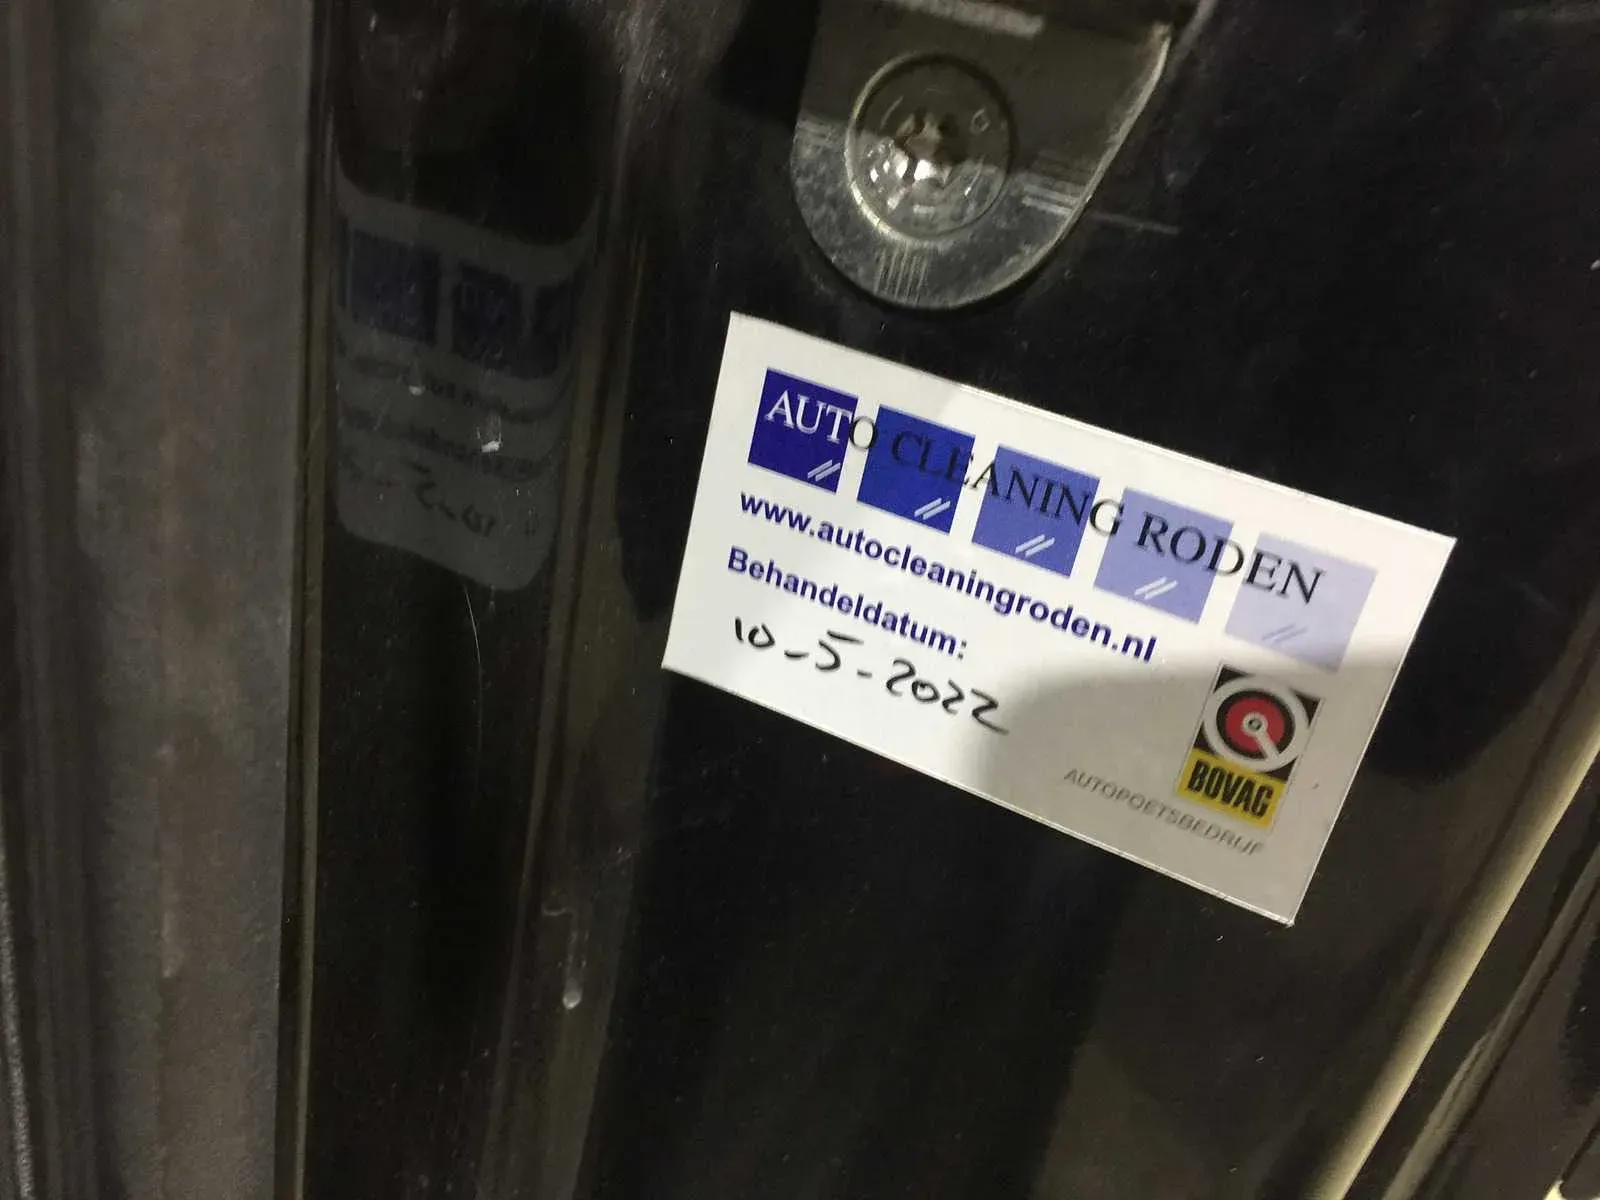 AUTO CLEANING RODEN
www.autocleaningroden.nl
Behandeldatum:
10-5-2022
BOVAG
AUTOPOETSBEDRIJF